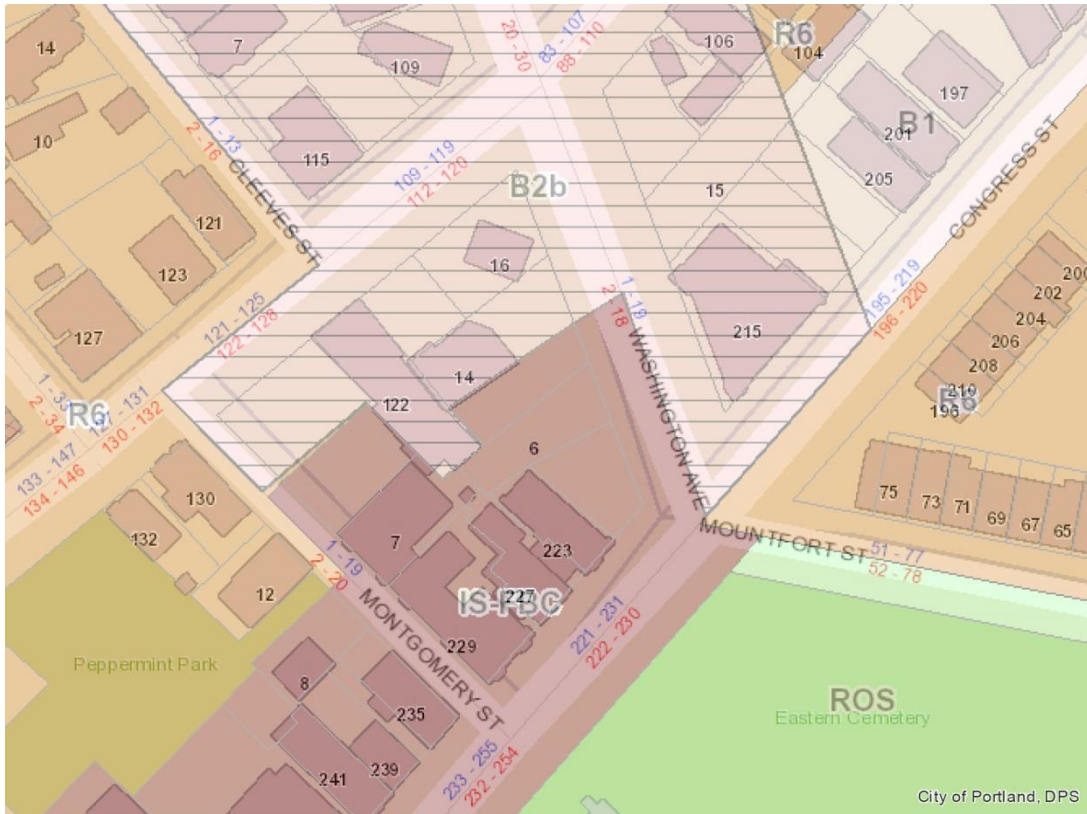 14
7
109
20 - 30
83 - 107
88 - 110
106
R6
104
197
B1
201
205
10
1 - 13
2 - 16
115
109 - 119
112 - 120
B2b
15
CONGRESS ST
CLEEVES ST
121
123
16
127
121 - 125
122 - 128
1 - 19
2 - 18
195 - 219
196 - 220
200
202
204
206
208
210
R6
196
215
WASHINGTON AVE
14
122
R6
121 - 131
130 - 132
133 - 147
134 - 146
2 - 34
6
75
73
71
69
67
65
130
132
MOUNTFORT ST
51 - 77
52 - 78
7
223
1 - 19
2 - 20
12
227
IS-FBC
229
221 - 231
222 - 230
MONTGOMERY ST
Peppermint Park
8
235
ROS
Eastern Cemetery
239
241
233 - 255
232 - 254
City of Portland, DPS